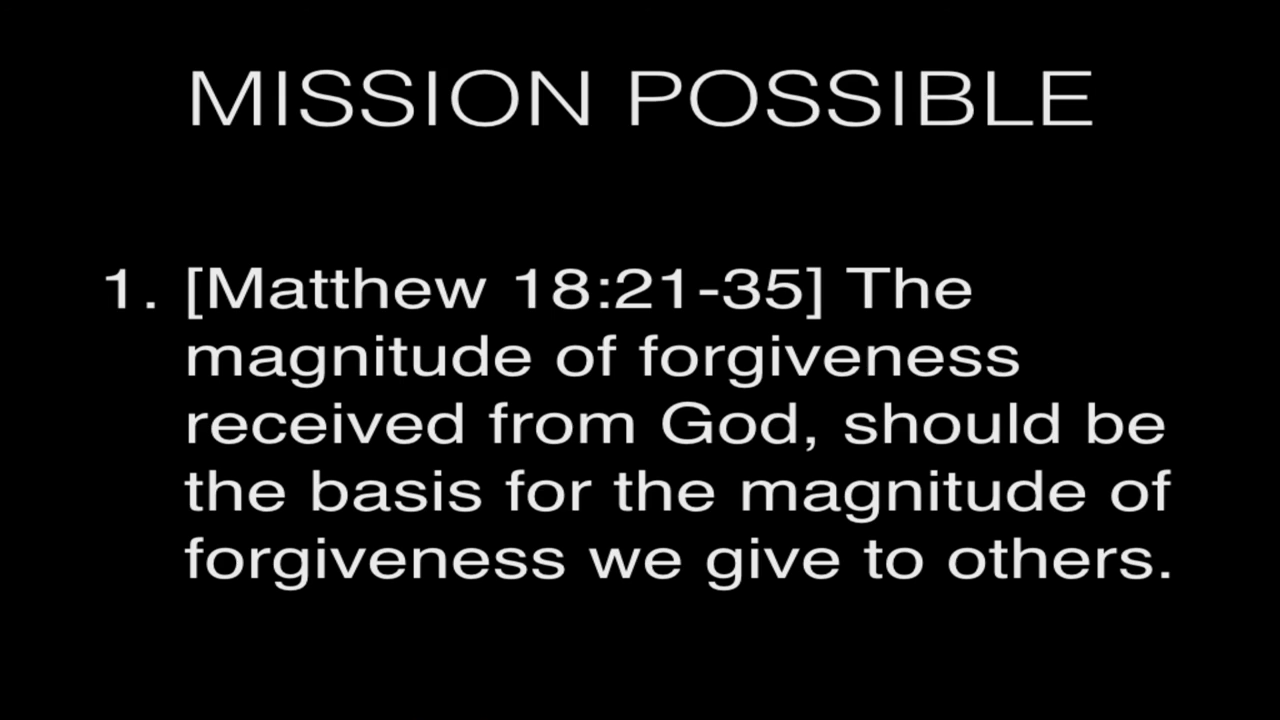 MISSION POSSIBLE
1. [Matthew 18:21-35] The
magnitude of forgiveness
received from God, should be
the basis for the magnitude of
forgiveness we give to others.